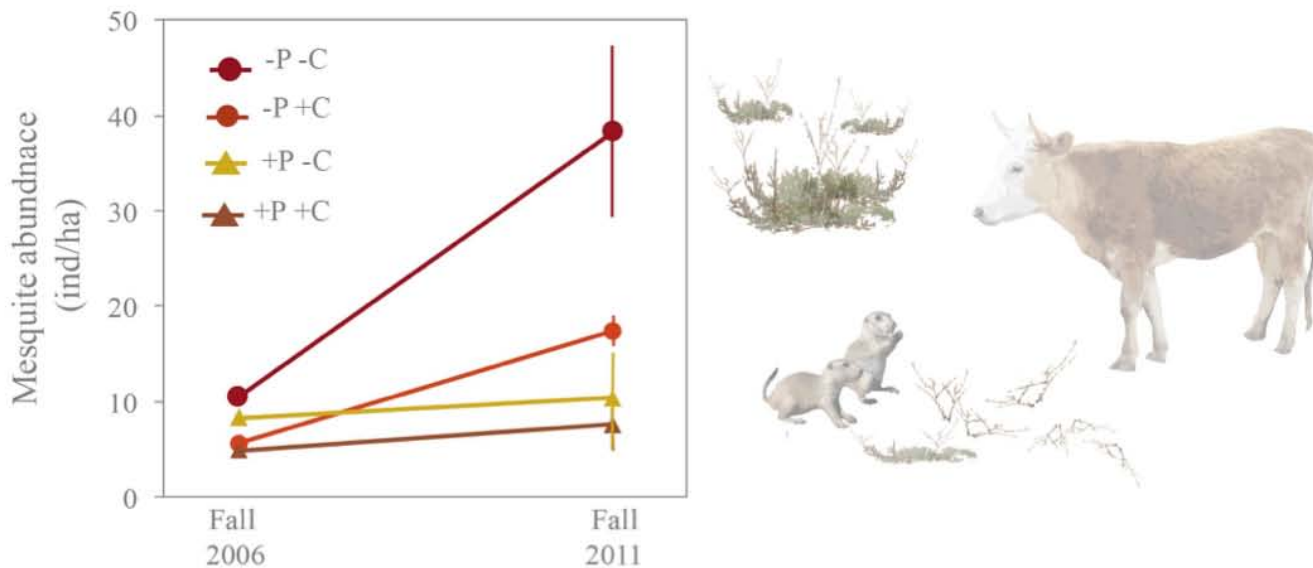 Mesquite abundnace
(ind/ha)
50
40
30
20
10
0
-P -C
-P +C
+P -C
+P +C
Fall
2006
Fall
2011